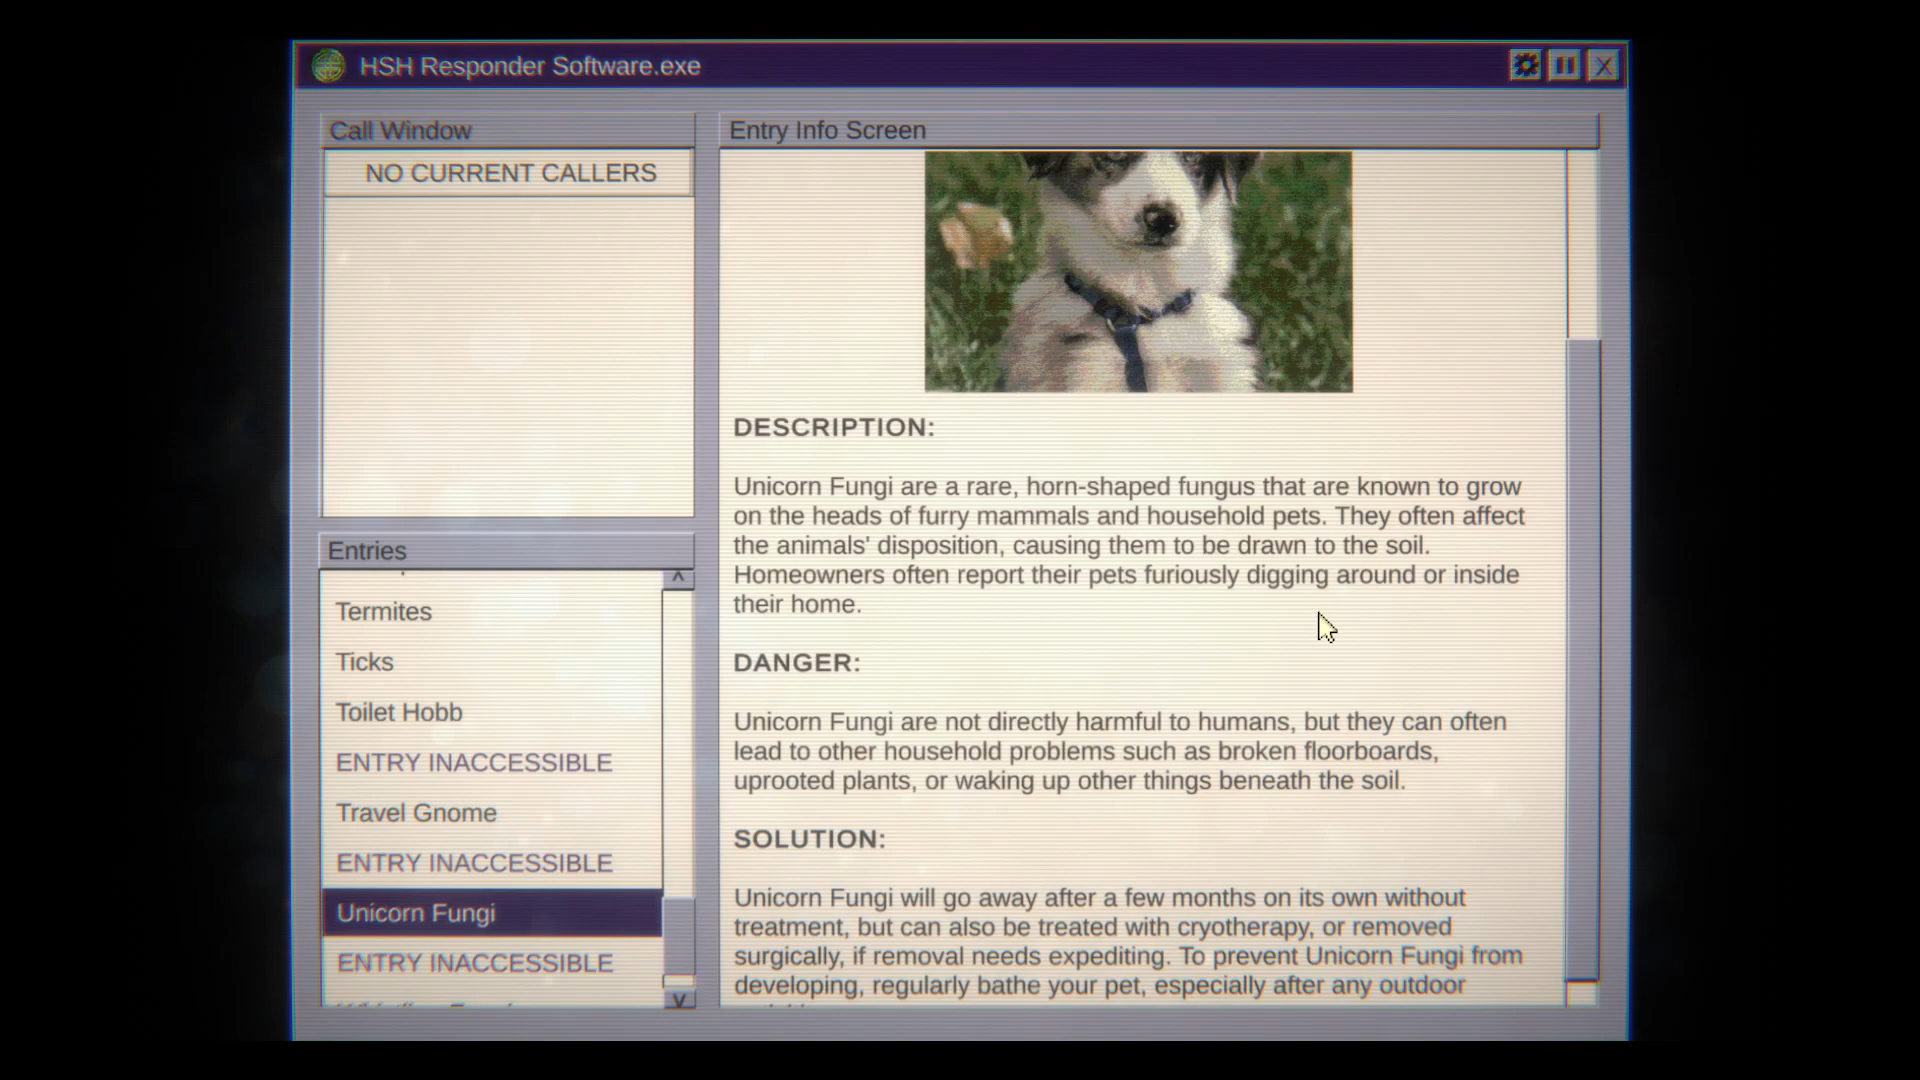 HSH Responder Software.exe
Call Window
NO CURRENT CALLERS
Entries
Termites
Ticks
Toilet Hobb
ENTRY INACCESSIBLE
Travel Gnome
ENTRY INACCESSIBLE
Unicorn Fungi
ENTRY INACCESSIBLE
Entry Info Screen
DESCRIPTION:
Unicorn Fungi are a rare, horn-shaped fungus that are known to grow
on the heads of furry mammals and household pets. They often affect
the animals' disposition, causing them to be drawn to the soil.
Homeowners often report their pets furiously digging around or inside
their home.
DANGER:
Unicorn Fungi are not directly harmful to humans, but they can often
lead to other household problems such as broken floorboards,
uprooted plants, or waking up other things beneath the soil.
SOLUTION:
Unicorn Fungi will go away after a few months on its own without
treatment, but can also be treated with cryotherapy, or removed
surgically, if removal needs expediting. To prevent Unicorn Fungi from
developing, regularly bathe your pet, especially after any outdoor